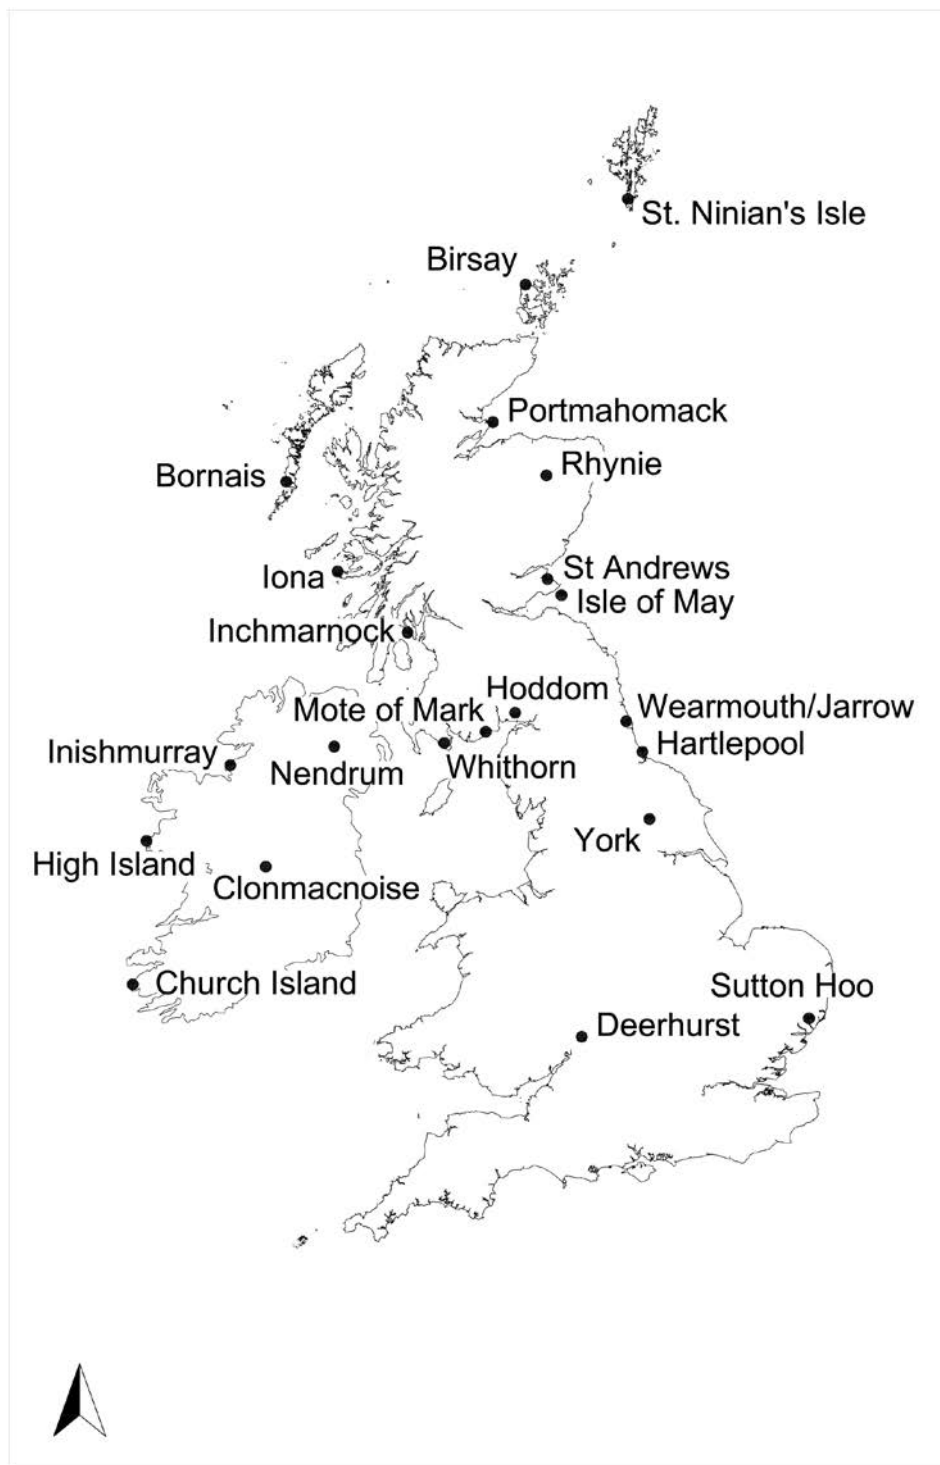 St. Ninian's Isle
Birsay
Portmahomack
Rhynie
Bornais
St Andrews
Iona
Isle of May
Inchmarnock
Hoddom
Mote of Mark
Wearmouth/Jarrow
Hartlepool
Inishmurray
Nendrum
Whithorn
York
High Island
Clonmacnoise
Church Island
Sutton Hoo
Deerhurst